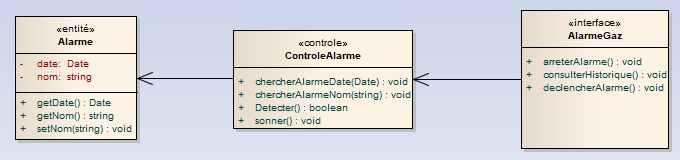 «entité»
Alarme
- date: Date
- nom: string
+ getDate() : Date
+ getNom() : string
+ setNom(string) : void
«controle»
ControleAlarme
+ chercherAlarmeDate(Date) : void
+ chercherAlarmeNom(string) : void
+ Detecter() : boolean
+ sonner() : void
«interface»
AlarmeGaz
+ arreterAlarme() : void
+ consulterHistorique() : void
+ declencherAlarme() : void